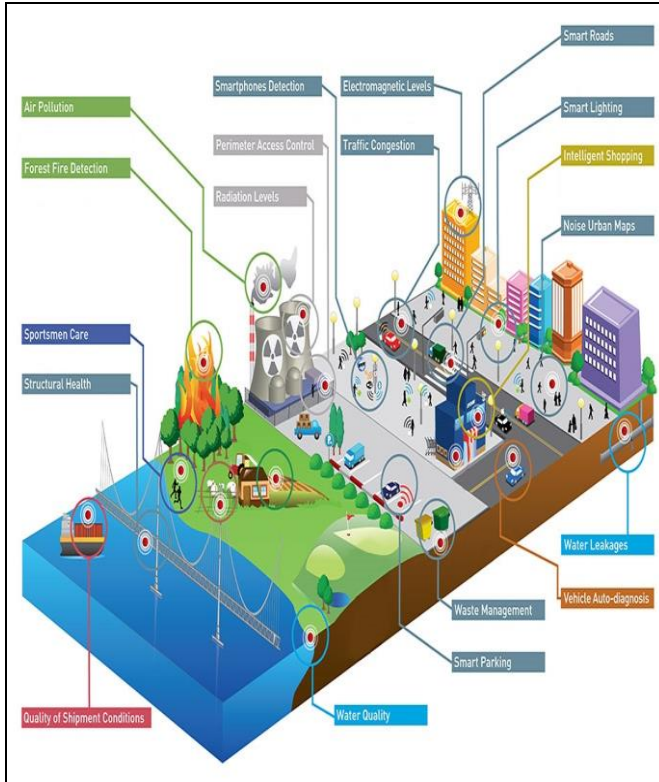 Smart Roads
Smartphones Detection
Electromagnetic Levels
Air Pollution
Smart Lighting
Perimeter Access Control
Traffic Congestion
Intelligent Shopping
Forest Fire Detection
Radiation Levels
Noise Urban Maps
Sportsmen Care
Structural Health
Water Leakages
Vehicle Auto-diagnosis
Waste Management
Smart Parking
Quality of Shipment Conditions
Water Quality